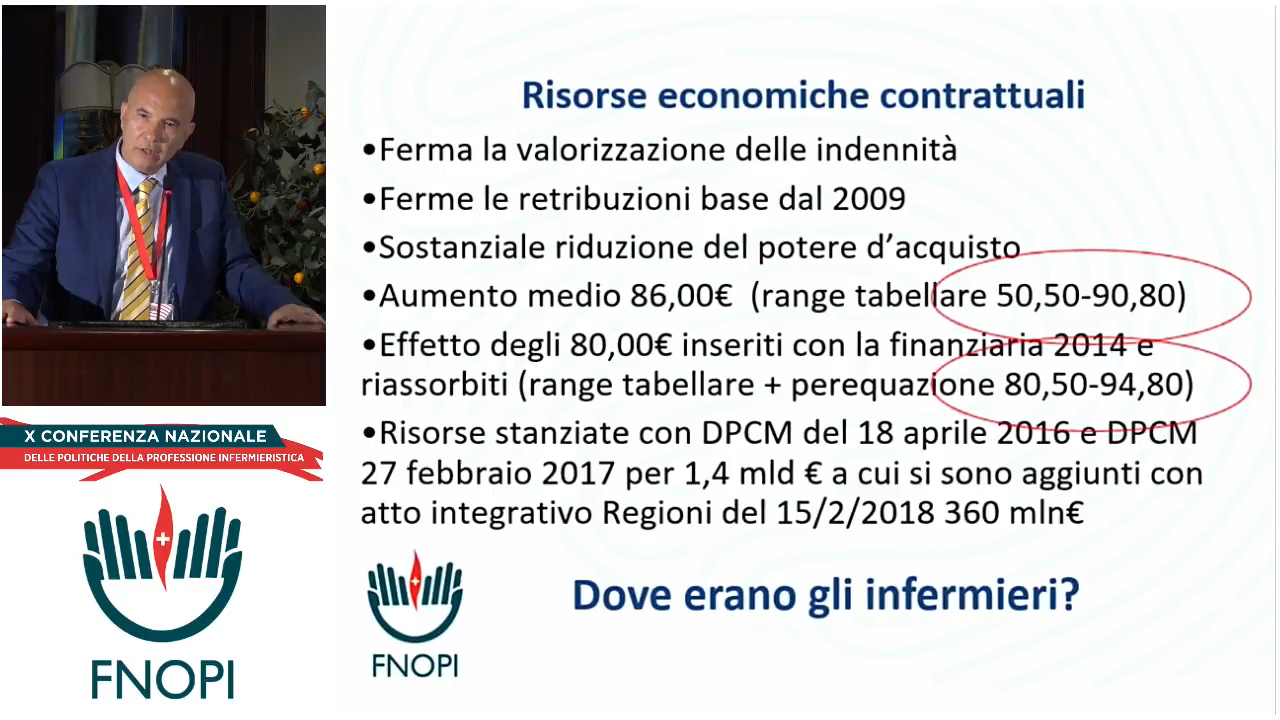 Risorse economiche contrattuali
•Ferma la valorizzazione delle indennità
•Ferme le retribuzioni base dal 2009
•Sostanziale riduzione del potere d’acquisto
•Aumento medio 86,00€ (range tabellare 50,50-90,80)
•Effetto degli 80,00€ inseriti con la finanziaria 2014 e
riassorbiti (range tabellare + perequazione 80,50-94,80)
•Risorse stanziate con DPCM del 18 aprile 2016 e DPCM
27 febbraio 2017 per 1,4 mld € a cui si sono aggiunti con
atto integrativo Regioni del 15/2/2018 360 mln€
Dove erano gli infermieri?
FNOPI
X CONFERENZA NAZIONALE
DELLE POLITICHE DELLA PROFESSIONE INFERMIERISTICA
FNOPI